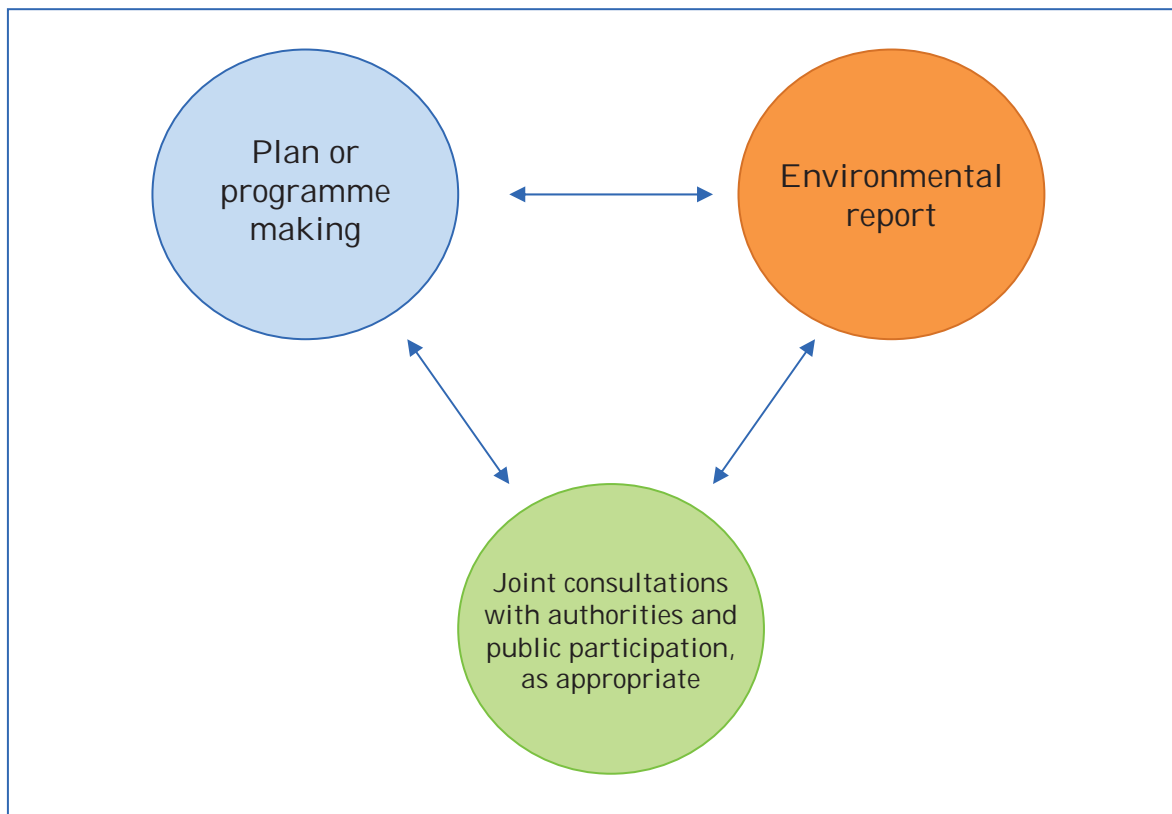 Plan or
programme
making
Environmental
report
Joint consultations
with authorities and
public participation,
as appropriate